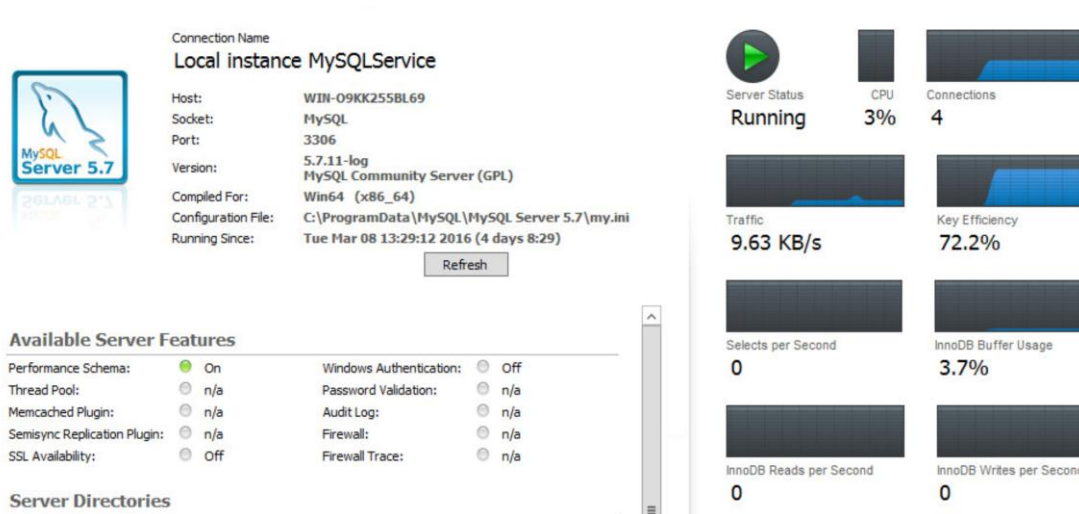 Connection Name
Local instance MySQLService
Host: WIN-O9KK255BL69
Socket: MySQL
Port: 3306
Version: 5.7.11-log
MySQL Community Server (GPL)
Compiled For: Win64 (x86_64)
Configuration File: C:\ProgramData\MySQL\MySQL Server 5.7\my.ini
Running Since: Tue Mar 08 13:29:12 2016 (4 days 8:29)
Refresh
MySQL
Server 5.7
Available Server Features
Performance Schema: On Windows Authentication: Off
Thread Pool: n/a Password Validation: n/a
Memcached Plugin: n/a Audit Log: n/a
Semisync Replication Plugin: n/a Firewall: n/a
SSL Availability: Off Firewall Trace: n/a
Server Directories
Server Status CPU Connections
Running 3% 4
Traffic Key Efficiency
9.63 KB/s 72.2%
Selects per Second InnoDB Buffer Usage
0 3.7%
InnoDB Reads per Second InnoDB Writes per Second
0 0